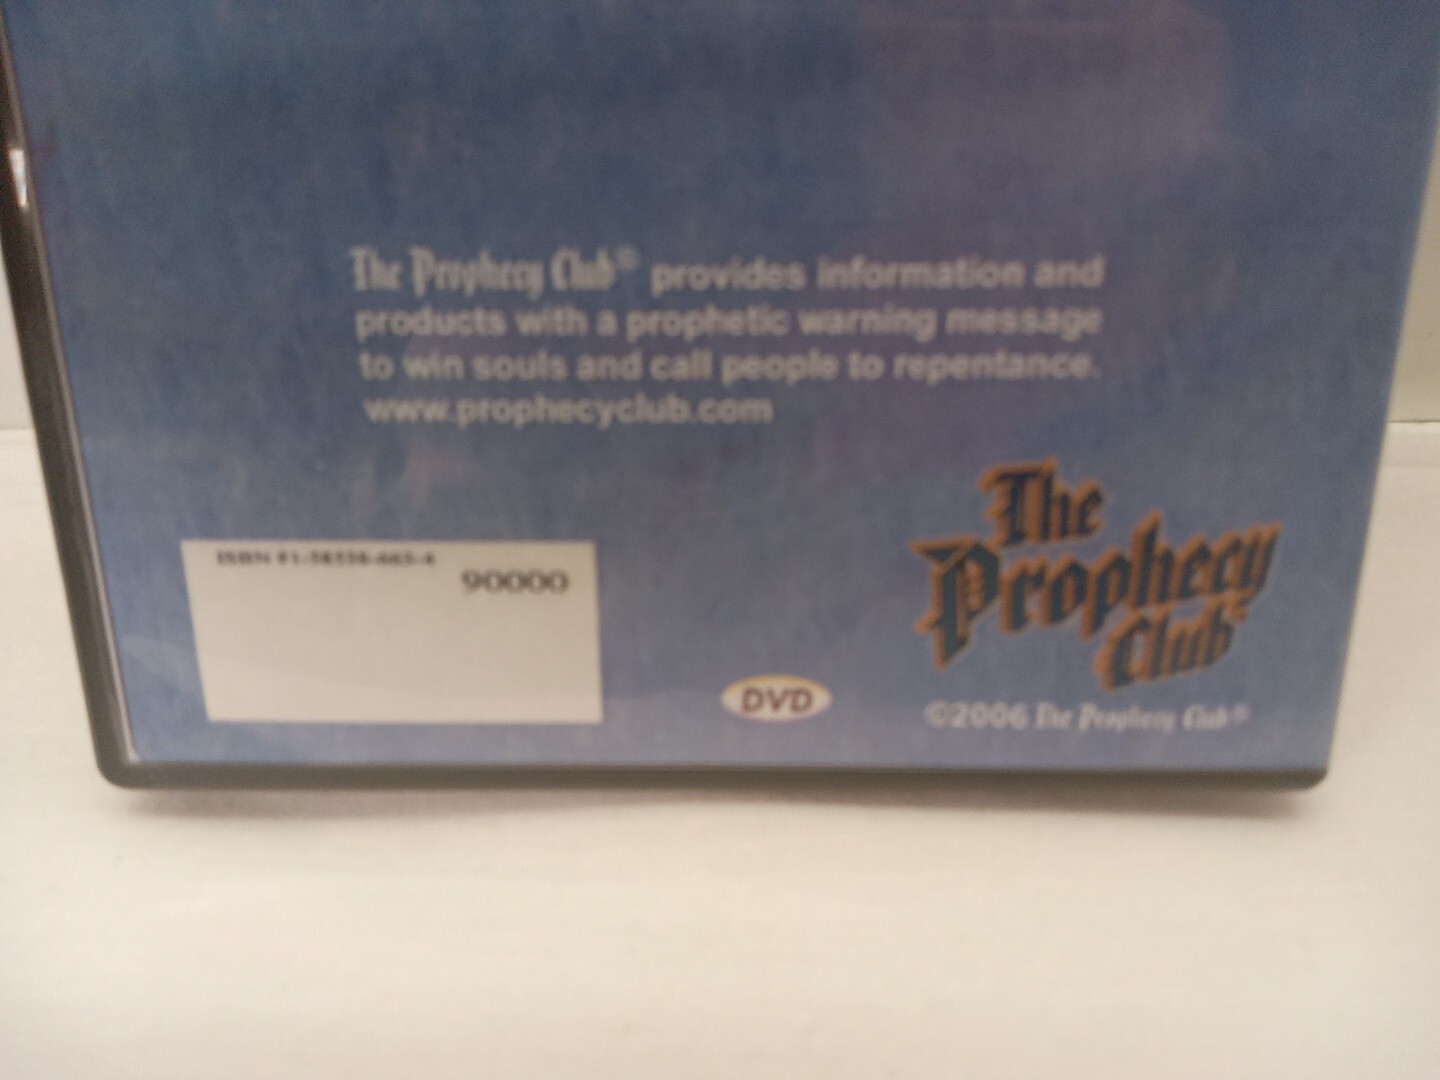 The Prophecy Club® provides information and
products with a prophetic warning message
to win souls and call people to repentance.
www.prophecyclub.com
ISBN
90000
The
Prophecy
Club
DVD
©2006 The Prophecy Club®